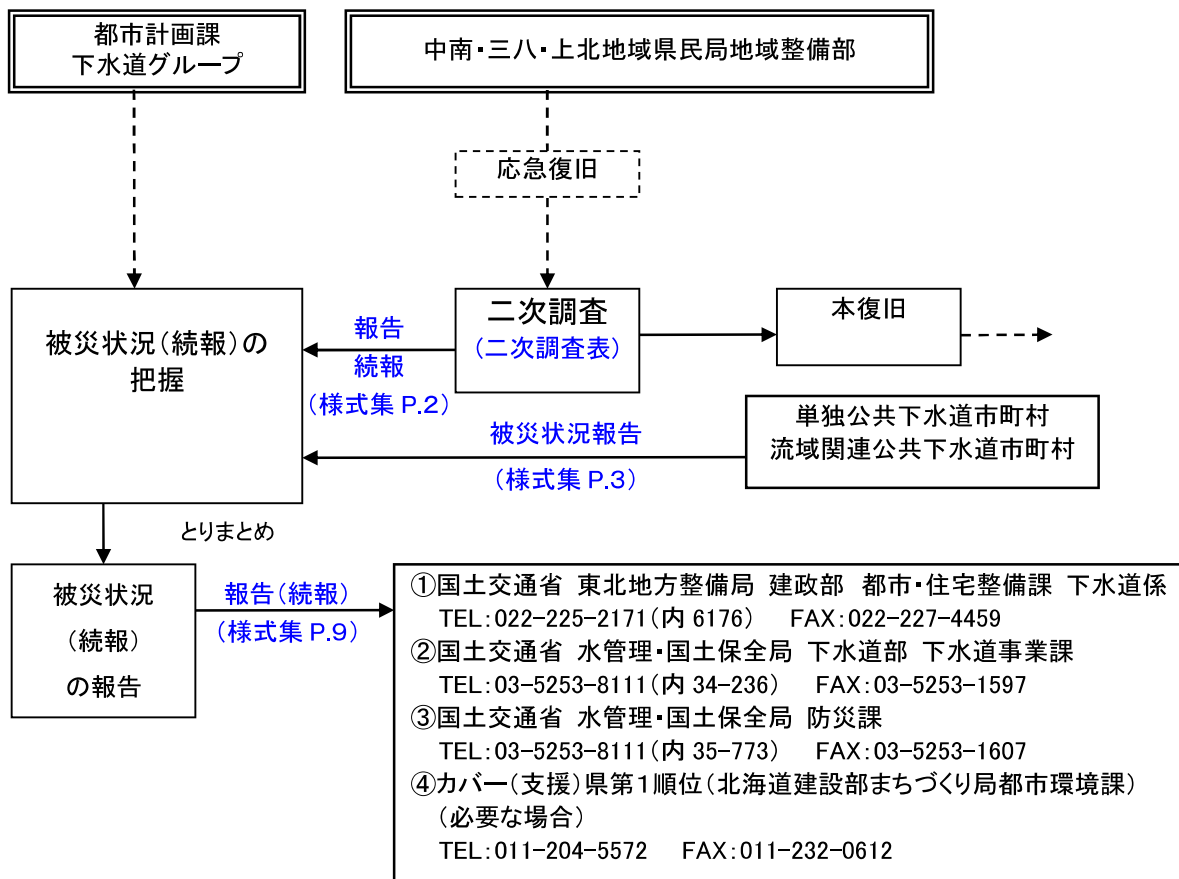 都市計画課
下水道グループ
中南・三八・上北地域県民局地域整備部
応急復旧
被災状況(続報)の
把握
報告
続報
(様式集 P.2)
二次調査
(二次調査表)
本復旧
被災状況報告
(様式集 P.3)
単独公共下水道市町村
流域関連公共下水道市町村
とりまとめ
被災状況
(続報)
の報告
報告(続報)
(様式集 P.9)
①国土交通省 東北地方整備局 建政部 都市・住宅整備課 下水道係
TEL:022-225-2171(内 6176) FAX:022-227-4459
②国土交通省 水管理・国土保全局 下水道部 下水道事業課
TEL:03-5253-8111(内 34-236) FAX:03-5253-1597
③国土交通省 水管理・国土保全局 防災課
TEL:03-5253-8111(内 35-773) FAX:03-5253-1607
④カバー(支援)県第1順位(北海道建設部まちづくり局都市環境課)
(必要な場合)
TEL:011-204-5572 FAX:011-232-0612